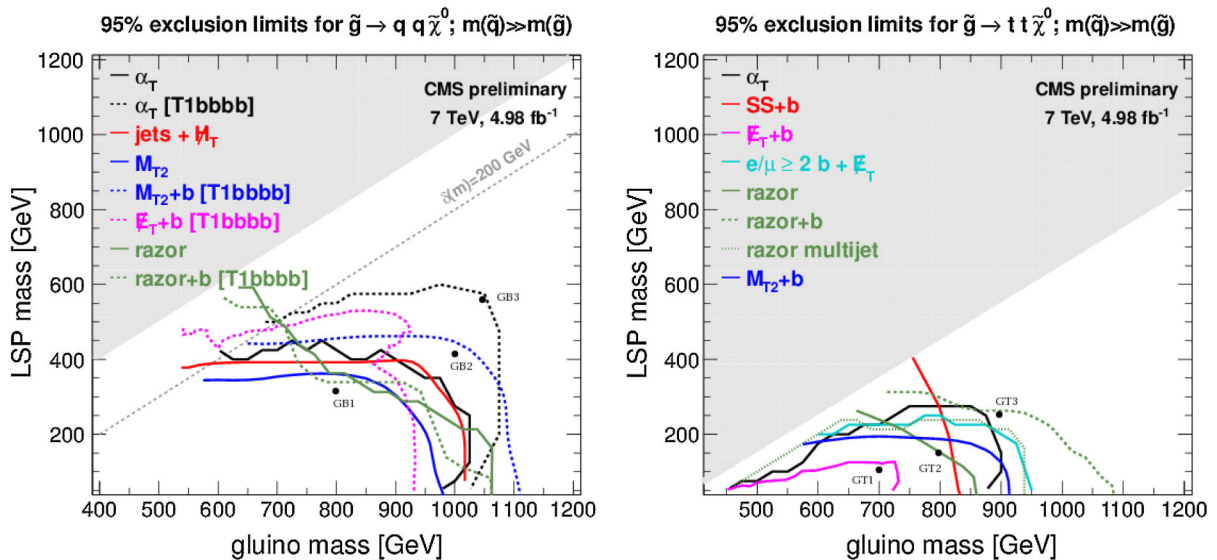 95% exclusion limits for g̃ → q q χ̃⁰; m(q̃)>>m(g̃)
1200
1000
800
600
400
200
LSP mass [GeV]
α_T
α_T [T1bbbb]
jets + H̸_T
M_T2
M_T2+b [T1bbbb]
E̸_T+b [T1bbbb]
razor
razor+b [T1bbbb]
CMS preliminary
7 TeV, 4.98 fb⁻¹
δ(m)=200 GeV
GB3
GB2
GB1
400 500 600 700 800 900 1000 1100 1200
gluino mass [GeV]
95% exclusion limits for g̃ → t t χ̃⁰; m(q̃)>>m(g̃)
1200
1000
800
600
400
200
LSP mass [GeV]
α_T
SS+b
E̸_T+b
e/μ ≥ 2 b + E̸_T
razor
razor+b
razor multijet
M_T2+b
CMS preliminary
7 TeV, 4.98 fb⁻¹
GT3
GT2
GT1
500 600 700 800 900 1000 1100 1200
gluino mass [GeV]